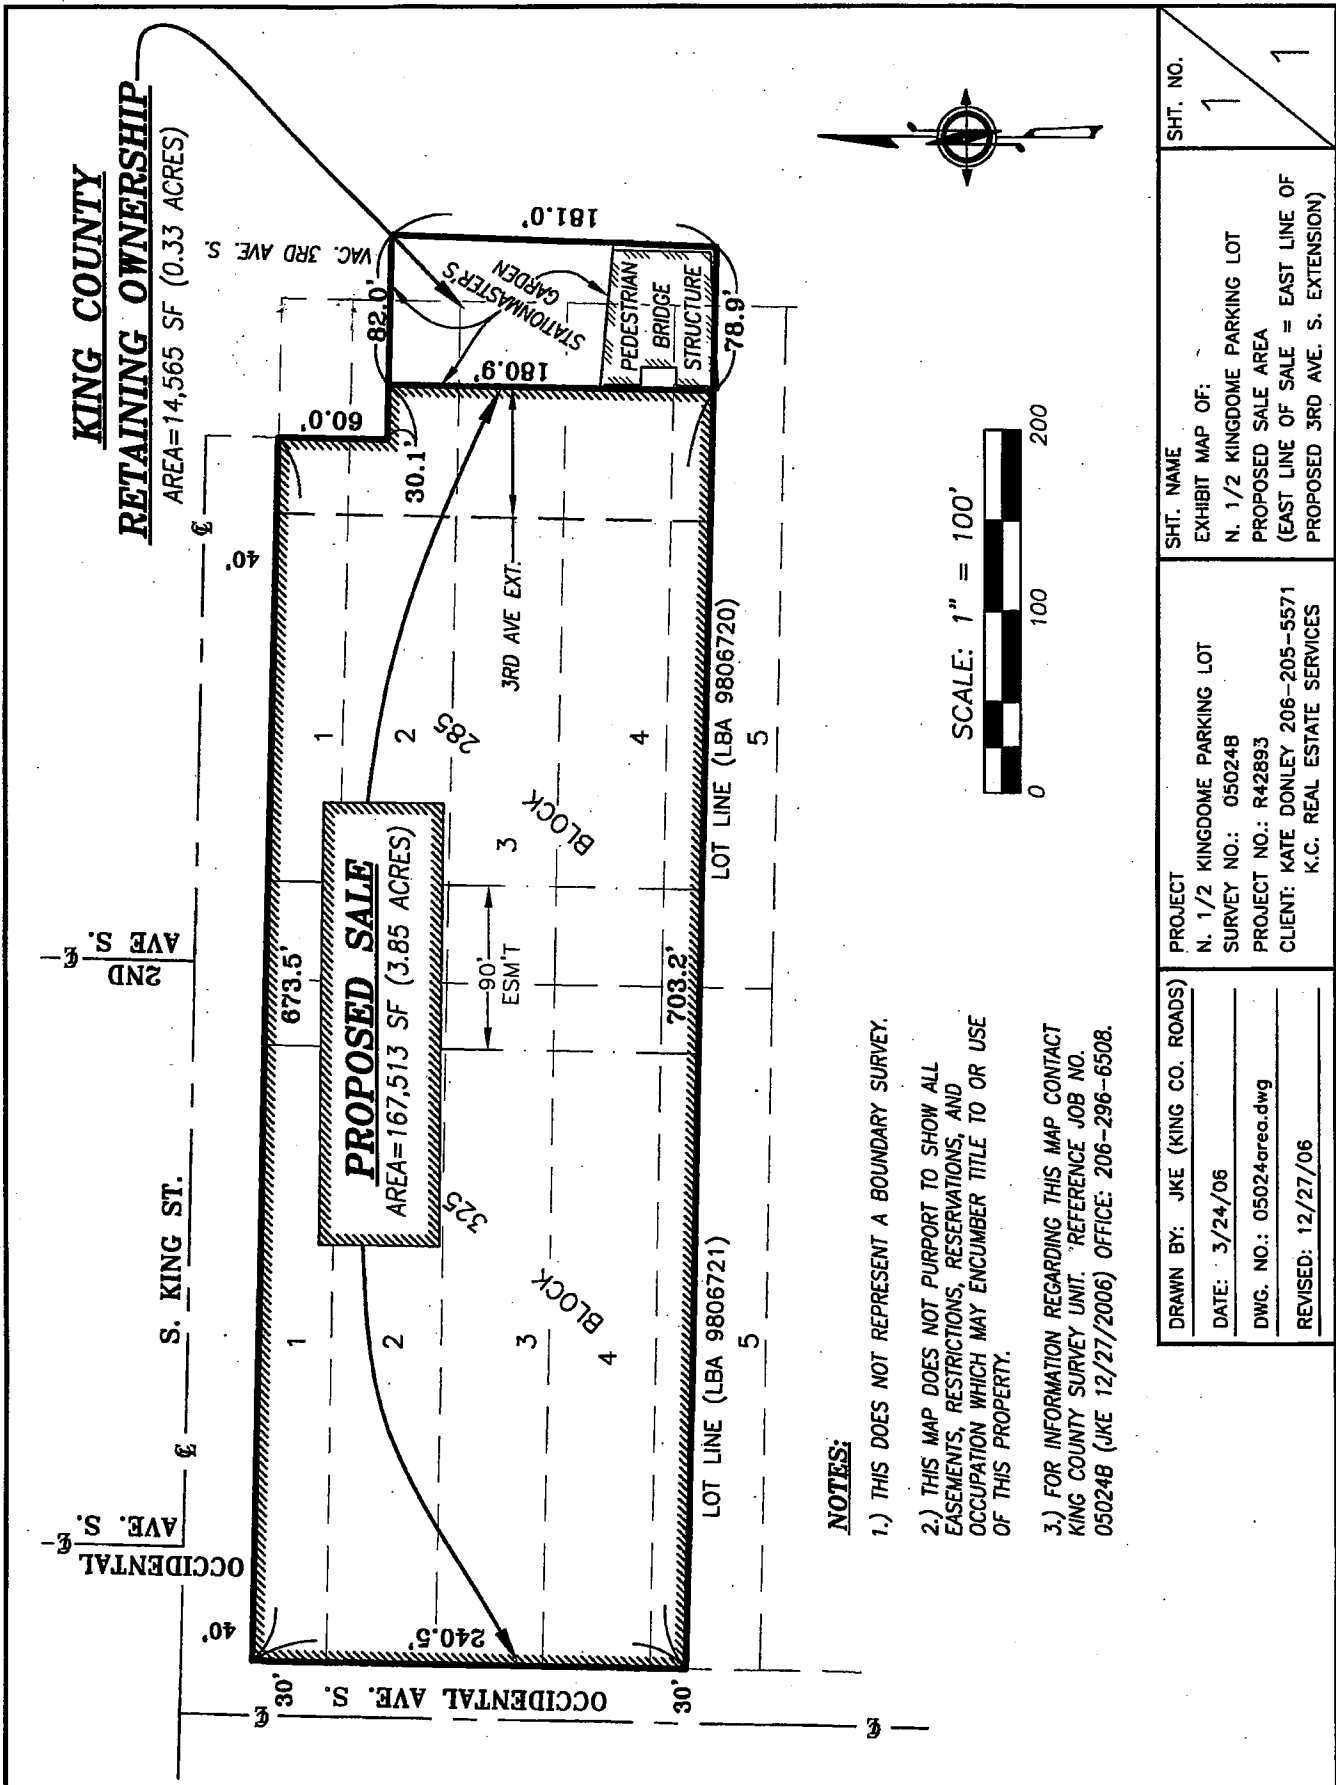 KING COUNTY
RETAINING OWNERSHIP
AREA=14,565 SF (0.33 ACRES)
VAC. 3RD AVE. S.
S. KING ST.
2ND
AVE S.
OCCIDENTAL
AVE. S.
40'
40'
60.0'
82.0'
181.0'
STATIONMASTER'S
GARDEN
PEDESTRIAN
BRIDGE
STRUCTURE
78.9'
180.9'
30.1'
3RD AVE EXT.
673.5'
PROPOSED SALE
AREA=167,513 SF (3.85 ACRES)
90'
ESM'T
703.2'
1
2
3
4
5
BLOCK
285
1
2
3
4
5
BLOCK
325
240.5'
30'
OCCIDENTAL AVE. S.
30'
LOT LINE (LBA 9806721)
LOT LINE (LBA 9806720)
SCALE: 1" = 100'
0 100 200
NOTES:
1.) THIS DOES NOT REPRESENT A BOUNDARY SURVEY.
2.) THIS MAP DOES NOT PURPORT TO SHOW ALL
EASEMENTS, RESTRICTIONS, RESERVATIONS, AND
OCCUPATION WHICH MAY ENCUMBER TITLE TO OR USE
OF THIS PROPERTY.
3.) FOR INFORMATION REGARDING THIS MAP CONTACT
KING COUNTY SURVEY UNIT. REFERENCE JOB NO.
05024B (JKE 12/27/2006) OFFICE: 206-296-6508.
DRAWN BY: JKE (KING CO. ROADS)
DATE: 3/24/06
DWG. NO.: 05024area.dwg
REVISED: 12/27/06
PROJECT
N. 1/2 KINGDOME PARKING LOT
SURVEY NO.: 05024B
PROJECT NO.: R42893
CLIENT: KATE DONLEY 206-205-5571
K.C. REAL ESTATE SERVICES
SHT. NAME
EXHIBIT MAP OF:
N. 1/2 KINGDOME PARKING LOT
PROPOSED SALE AREA
(EAST LINE OF SALE = EAST LINE OF
PROPOSED 3RD AVE. S. EXTENSION)
SHT. NO.
1
1